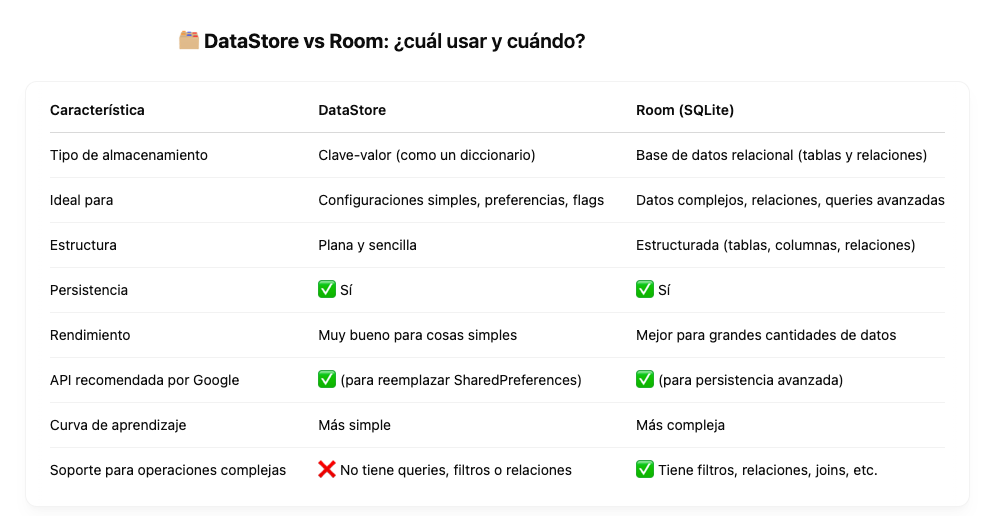 🗂️ DataStore vs Room: ¿cuál usar y cuándo?
Característica DataStore Room (SQLite)
Tipo de almacenamiento Clave-valor (como un diccionario) Base de datos relacional (tablas y relaciones)
Ideal para Configuraciones simples, preferencias, flags Datos complejos, relaciones, queries avanzadas
Estructura Plana y sencilla Estructurada (tablas, columnas, relaciones)
Persistencia ✅ Sí ✅ Sí
Rendimiento Muy bueno para cosas simples Mejor para grandes cantidades de datos
API recomendada por Google ✅ (para reemplazar SharedPreferences) ✅ (para persistencia avanzada)
Curva de aprendizaje Más simple Más compleja
Soporte para operaciones complejas ❌ No tiene queries, filtros o relaciones ✅ Tiene filtros, relaciones, joins, etc.